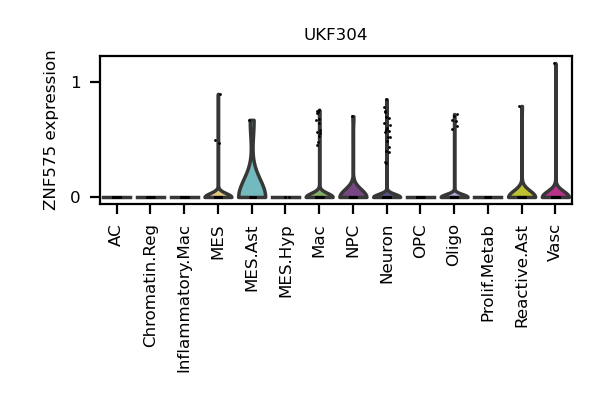 UKF304
ZNF575 expression
1
0
AC
Chromatin.Reg
Inflammatory.Mac
MES
MES.Ast
MES.Hyp
Mac
NPC
Neuron
OPC
Oligo
Prolif.Metab
Reactive.Ast
Vasc